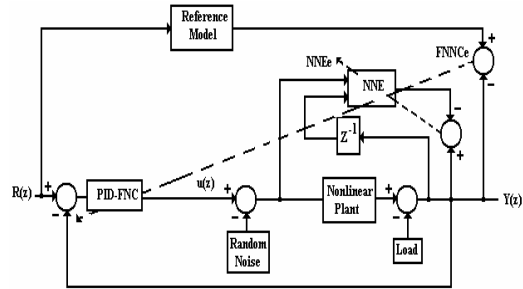 Reference
Model
+
FNNCe
-
NNEe
NNE
-
Z-1
+
R(z)
+
PID-FNC
u(z)
+
Nonlinear
Plant
+
Y(z)
-
-
-
Random
Noise
Load